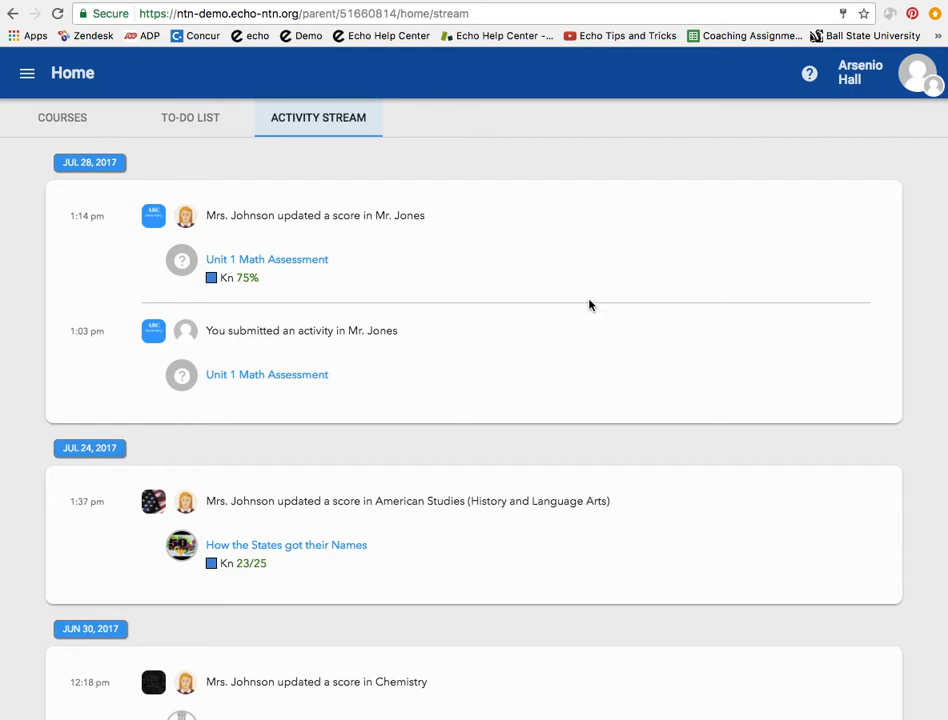 Secure https://ntn-demo.echo-ntn.org/parent/51660814/home/stream
Apps Zendesk ADP Concur echo Demo Echo Help Center Echo Help Center -... Echo Tips and Tricks Coaching Assignme... Ball State University »
Home
Arsenio
Hall
COURSES TO-DO LIST ACTIVITY STREAM
JUL 28, 2017
1:14 pm ABC Mrs. Johnson updated a score in Mr. Jones
Unit 1 Math Assessment
Kn 75%
1:03 pm ABC You submitted an activity in Mr. Jones
Unit 1 Math Assessment
JUL 24, 2017
1:37 pm Mrs. Johnson updated a score in American Studies (History and Language Arts)
50 How the States got their Names
Kn 23/25
JUN 30, 2017
12:18 pm Mrs. Johnson updated a score in Chemistry